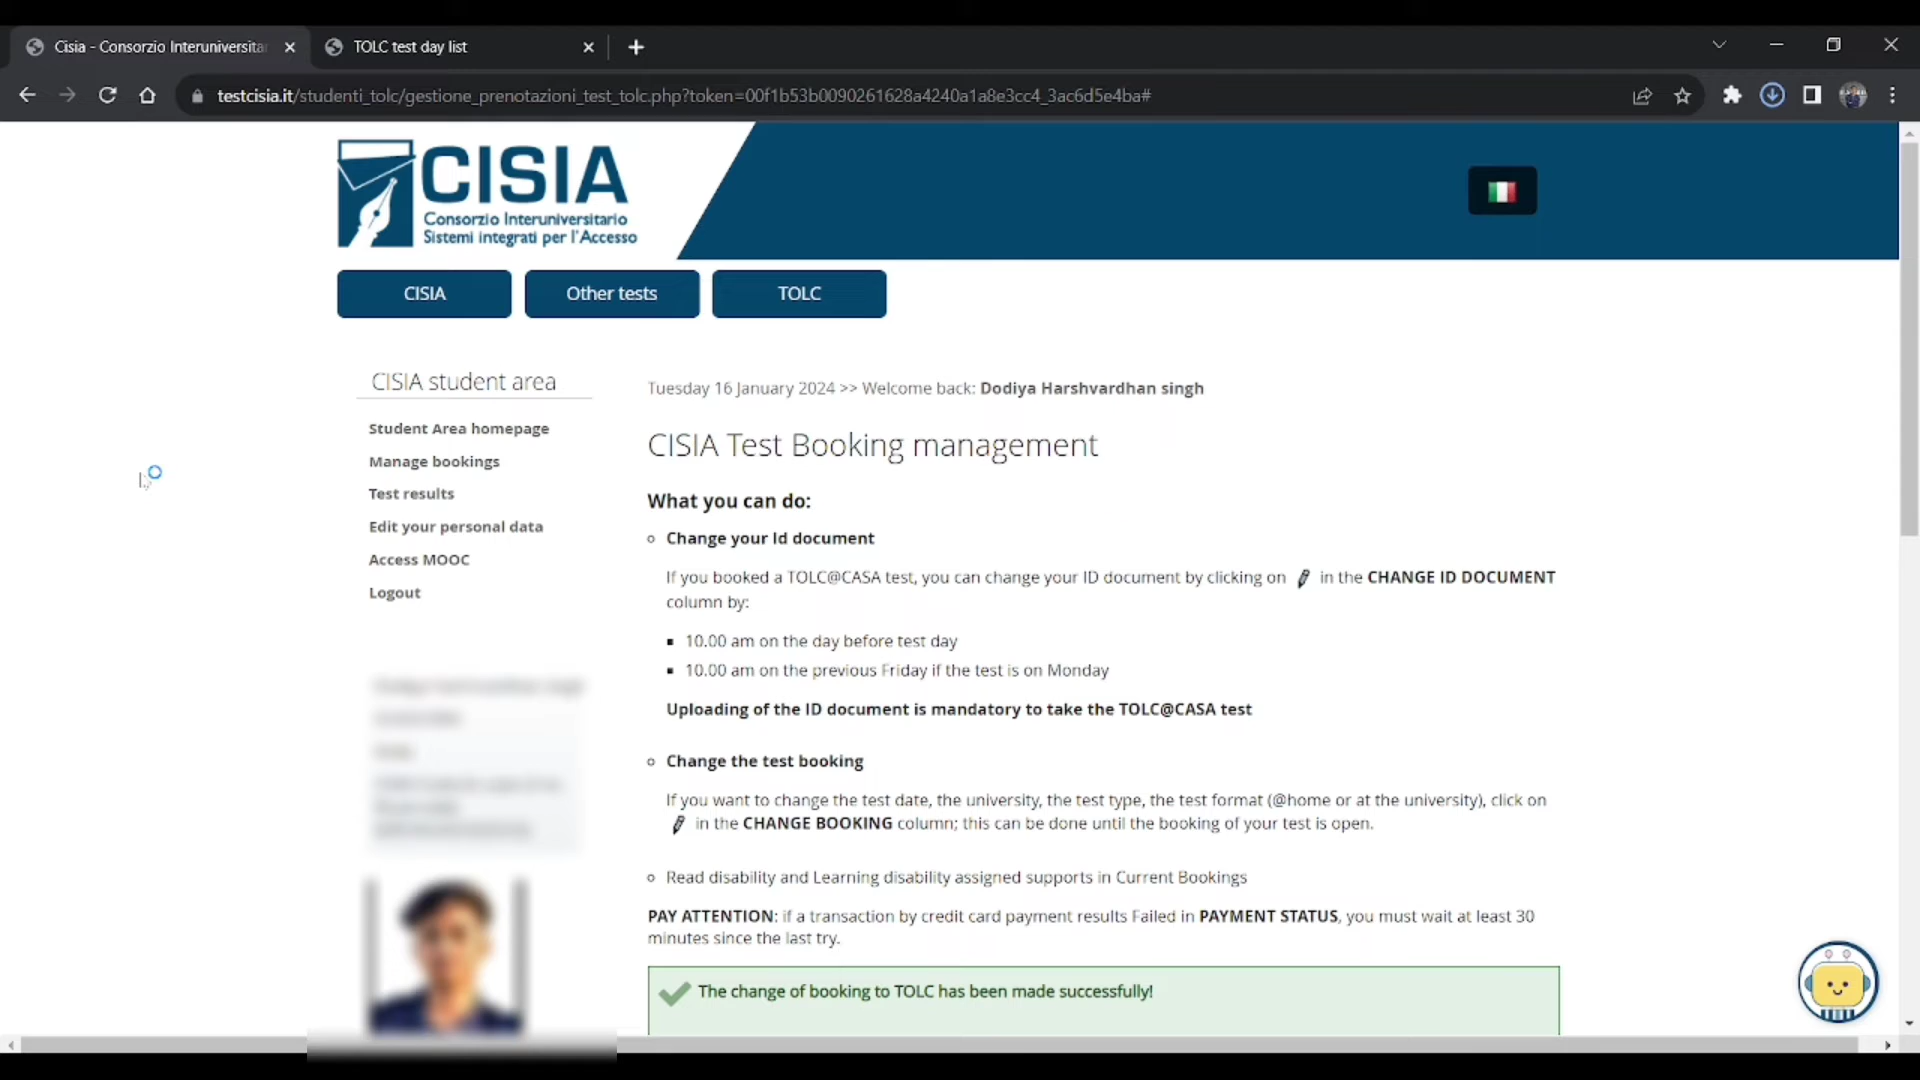 Cisia - Consorzio Interuniversita
TOLC test day list
testcisia.it/studenti_tolc/gestione_prenotazioni_test_tolc.php?token=00f1b53b0090261628a4240a1a8e3cc4_3ac6d5e4ba#
CISIA
Consorzio Interuniversitario
Sistemi integrati per l'Accesso
CISIA
Other tests
TOLC
CISIA student area
Student Area homepage
Manage bookings
Test results
Edit your personal data
Access MOOC
Logout
Tuesday 16 January 2024 >> Welcome back: Dodiya Harshvardhan singh
CISIA Test Booking management
What you can do:
Change your Id document
If you booked a TOLC@CASA test, you can change your ID document by clicking on in the CHANGE ID DOCUMENT
column by:
10.00 am on the day before test day
10.00 am on the previous Friday if the test is on Monday
Uploading of the ID document is mandatory to take the TOLC@CASA test
Change the test booking
If you want to change the test date, the university, the test type, the test format (@home or at the university), click on
in the CHANGE BOOKING column; this can be done until the booking of your test is open.
Read disability and Learning disability assigned supports in Current Bookings
PAY ATTENTION: if a transaction by credit card payment results Failed in PAYMENT STATUS, you must wait at least 30
minutes since the last try.
The change of booking to TOLC has been made successfully!